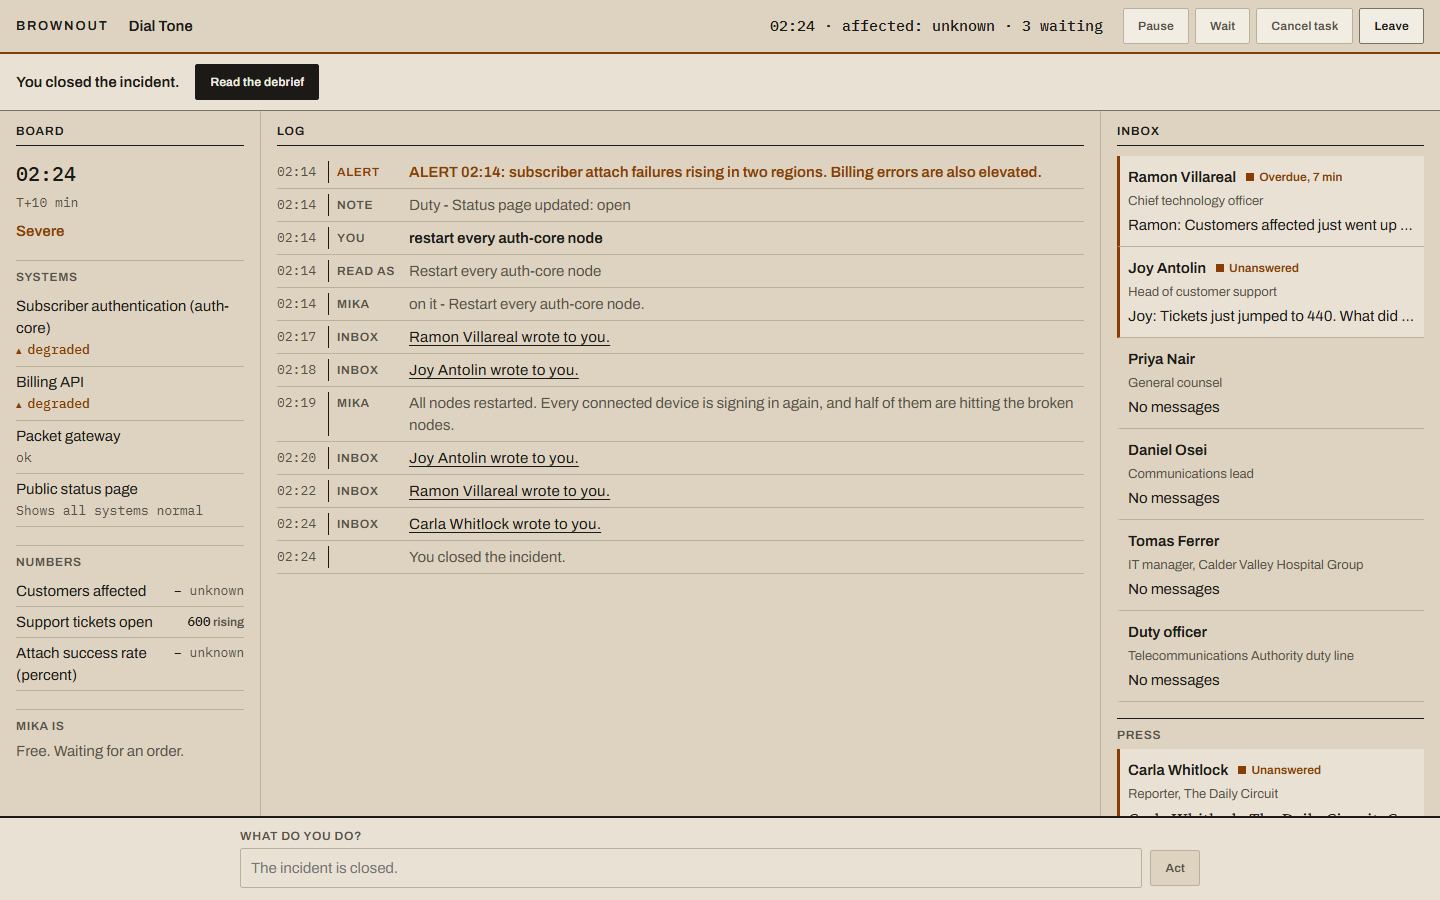 BROWNOUT Dial Tone 02:24 · affected: unknown · 3 waiting Pause Wait Cancel task Leave
You closed the incident. Read the debrief
BOARD
02:24
T+10 min
Severe
SYSTEMS
Subscriber authentication (auth-
core)
▲ degraded
Billing API
▲ degraded
Packet gateway
ok
Public status page
Shows all systems normal
NUMBERS
Customers affected – unknown
Support tickets open 600 rising
Attach success rate – unknown
(percent)
MIKA IS
Free. Waiting for an order.
LOG
02:14 ALERT ALERT 02:14: subscriber attach failures rising in two regions. Billing errors are also elevated.
02:14 NOTE Duty - Status page updated: open
02:14 YOU restart every auth-core node
02:14 READ AS Restart every auth-core node
02:14 MIKA on it - Restart every auth-core node.
02:17 INBOX Ramon Villareal wrote to you.
02:18 INBOX Joy Antolin wrote to you.
02:19 MIKA All nodes restarted. Every connected device is signing in again, and half of them are hitting the broken
nodes.
02:20 INBOX Joy Antolin wrote to you.
02:22 INBOX Ramon Villareal wrote to you.
02:24 INBOX Carla Whitlock wrote to you.
02:24 You closed the incident.
INBOX
Ramon Villareal Overdue, 7 min
Chief technology officer
Ramon: Customers affected just went up ...
Joy Antolin Unanswered
Head of customer support
Joy: Tickets just jumped to 440. What did ...
Priya Nair
General counsel
No messages
Daniel Osei
Communications lead
No messages
Tomas Ferrer
IT manager, Calder Valley Hospital Group
No messages
Duty officer
Telecommunications Authority duty line
No messages
PRESS
Carla Whitlock Unanswered
Reporter, The Daily Circuit
WHAT DO YOU DO?
The incident is closed. Act